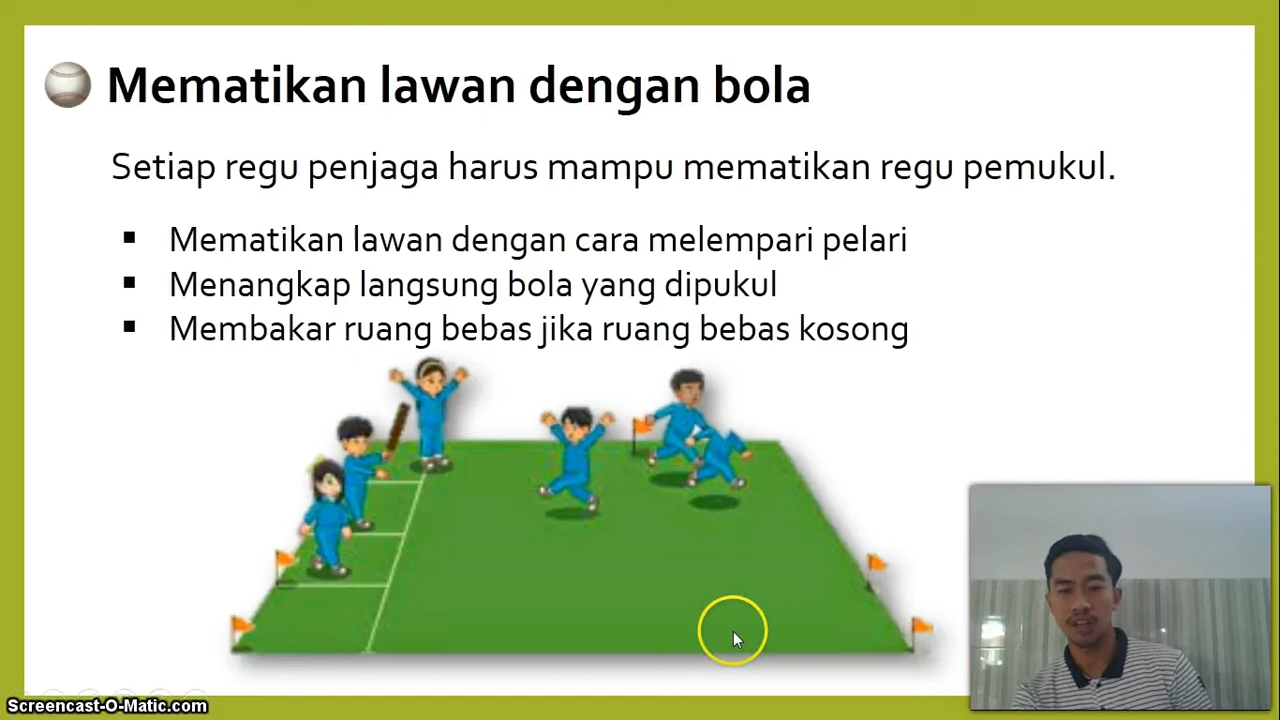 Mematikan lawan dengan bola
Setiap regu penjaga harus mampu mematikan regu pemukul.
Mematikan lawan dengan cara melempari pelari
Menangkap langsung bola yang dipukul
Membakar ruang bebas jika ruang bebas kosong
Screencast-O-Matic.com